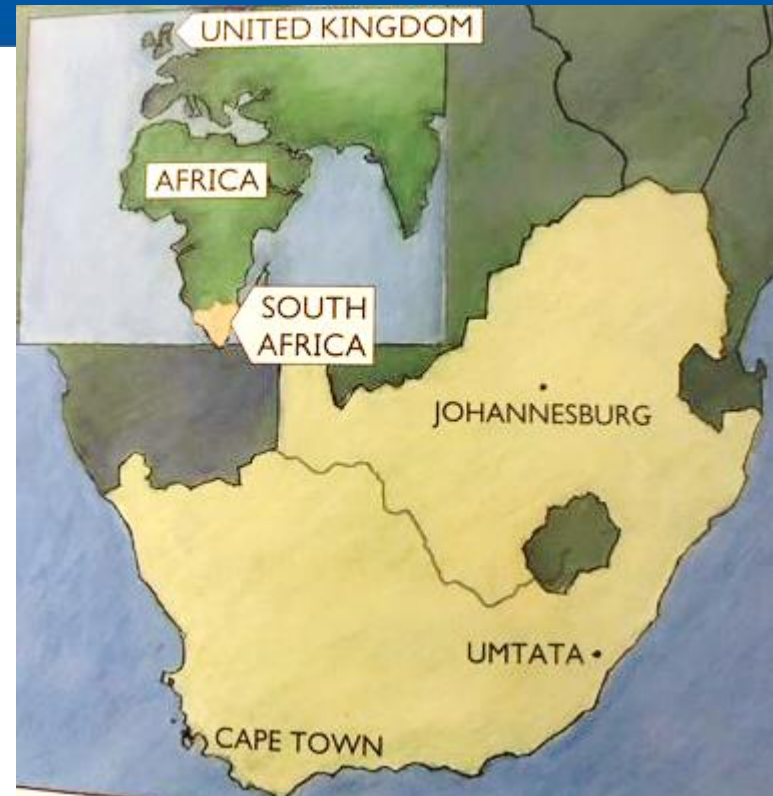 UNITED KINGDOM
AFRICA
SOUTH
AFRICA
JOHANNESBURG
UMTATA
CAPE TOWN